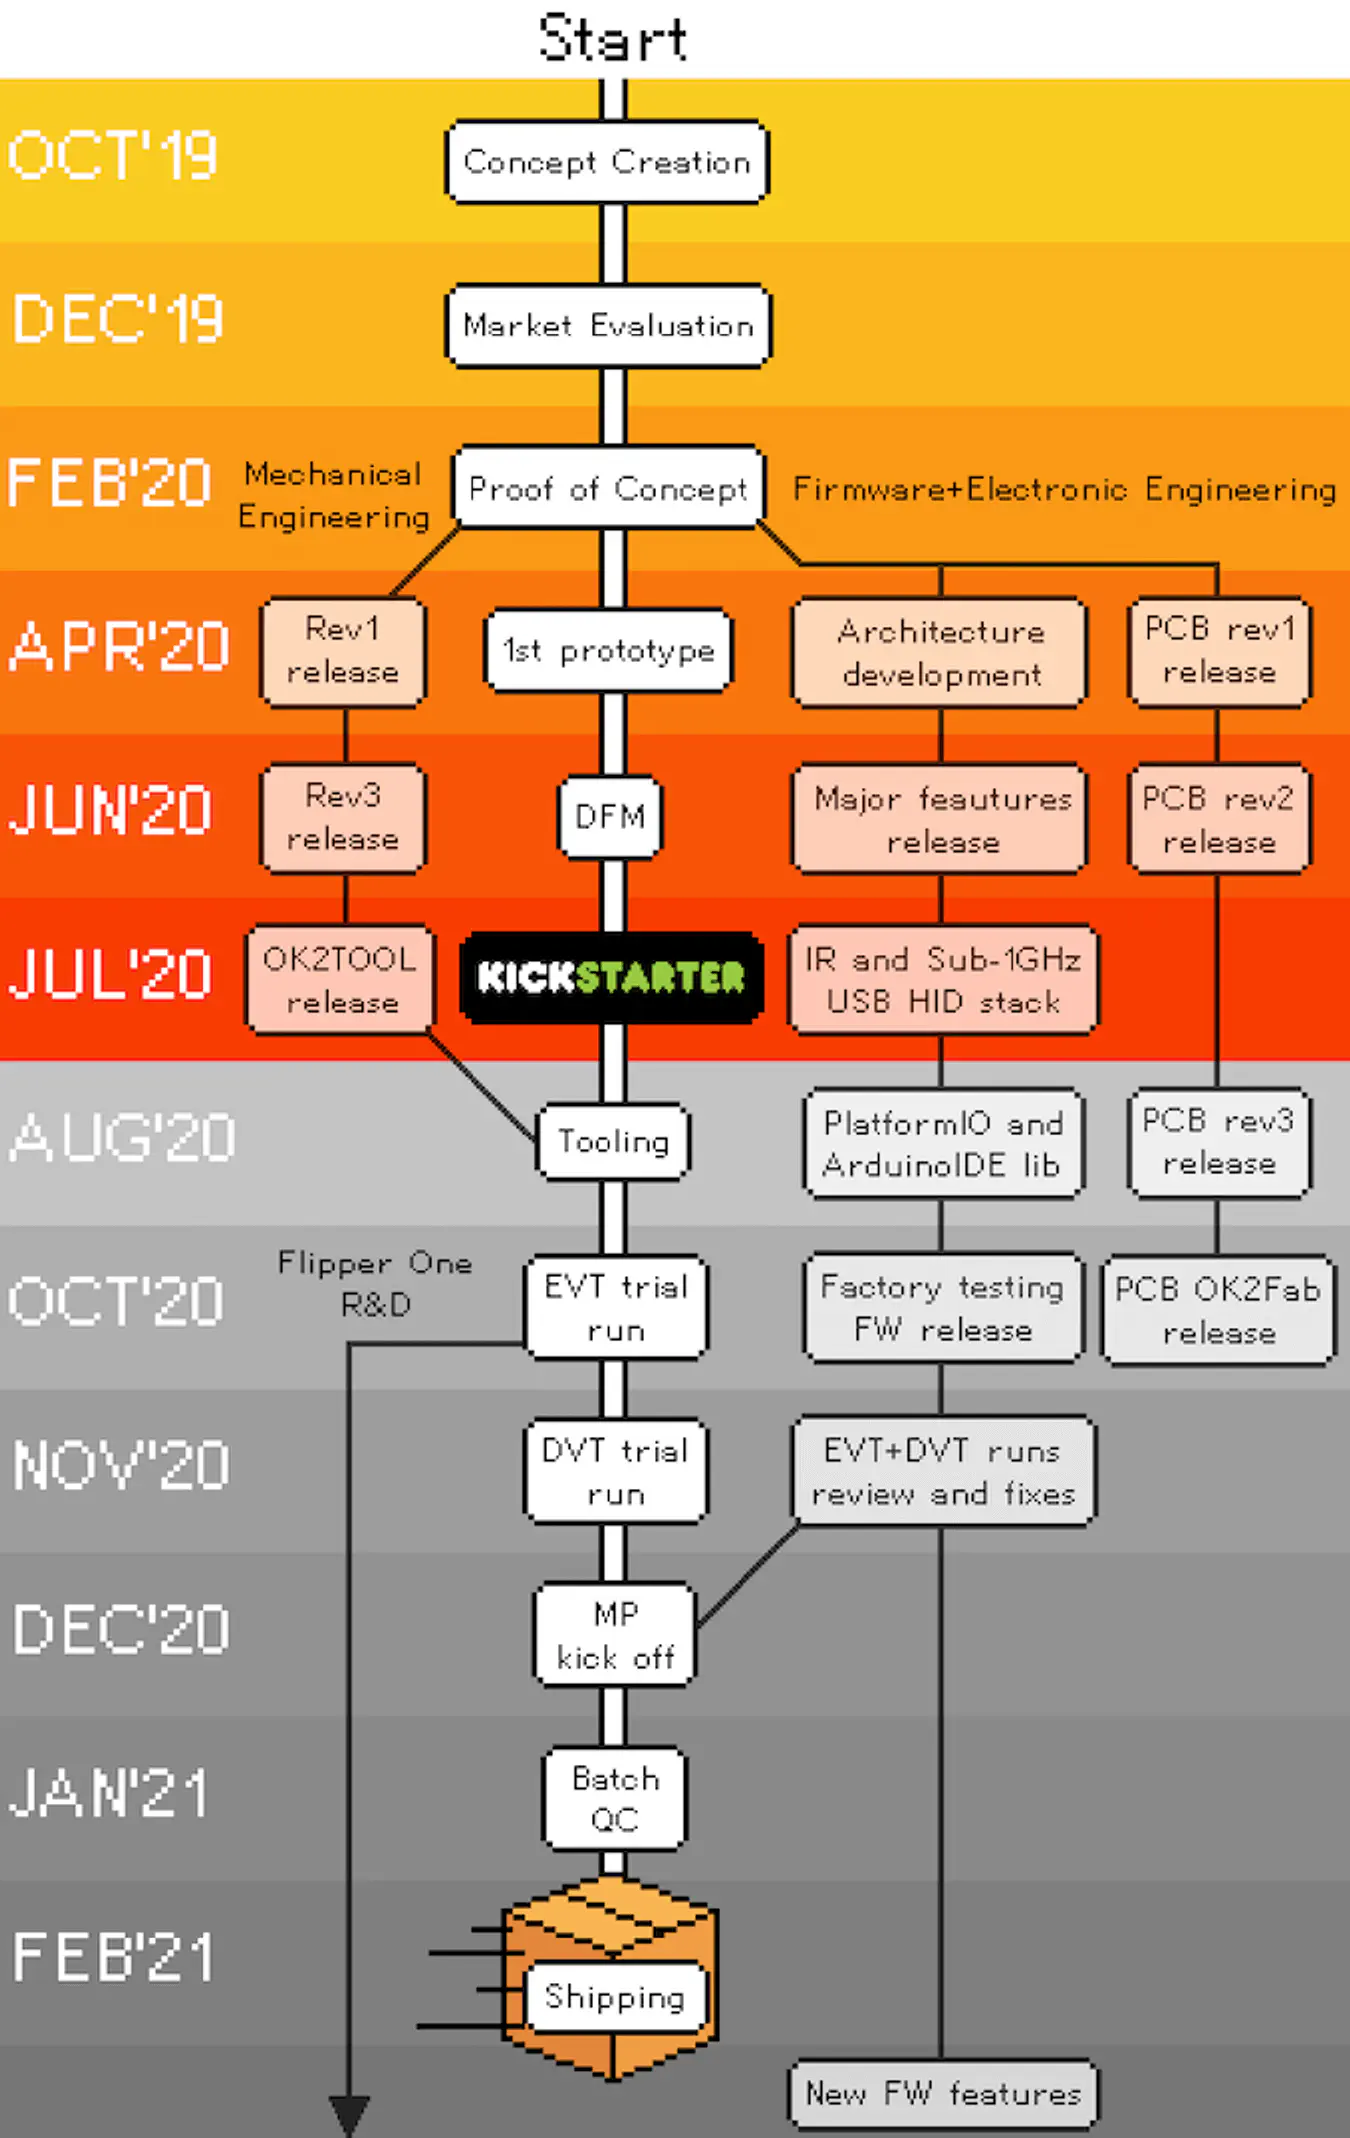 Start
OCT'19
Concept Creation
DEC'19
Market Evaluation
FEB'20
Mechanical
Engineering
Proof of Concept
Firmware+Electronic Engineering
APR'20
Rev1
release
1st prototype
Architecture
development
PCB rev1
release
JUN'20
Rev3
release
DFM
Major feautures
release
PCB rev2
release
JUL'20
OK2TOOL
release
KICKSTARTER
IR and Sub-1GHz
USB HID stack
AUG'20
Tooling
PlatformIO and
ArduinoIDE lib
PCB rev3
release
OCT'20
Flipper One
R&D
EVT trial
run
Factory testing
FW release
PCB OK2Fab
release
NOV'20
DVT trial
run
EVT+DVT runs
review and fixes
DEC'20
MP
kick off
JAN'21
Batch
QC
FEB'21
Shipping
New FW features